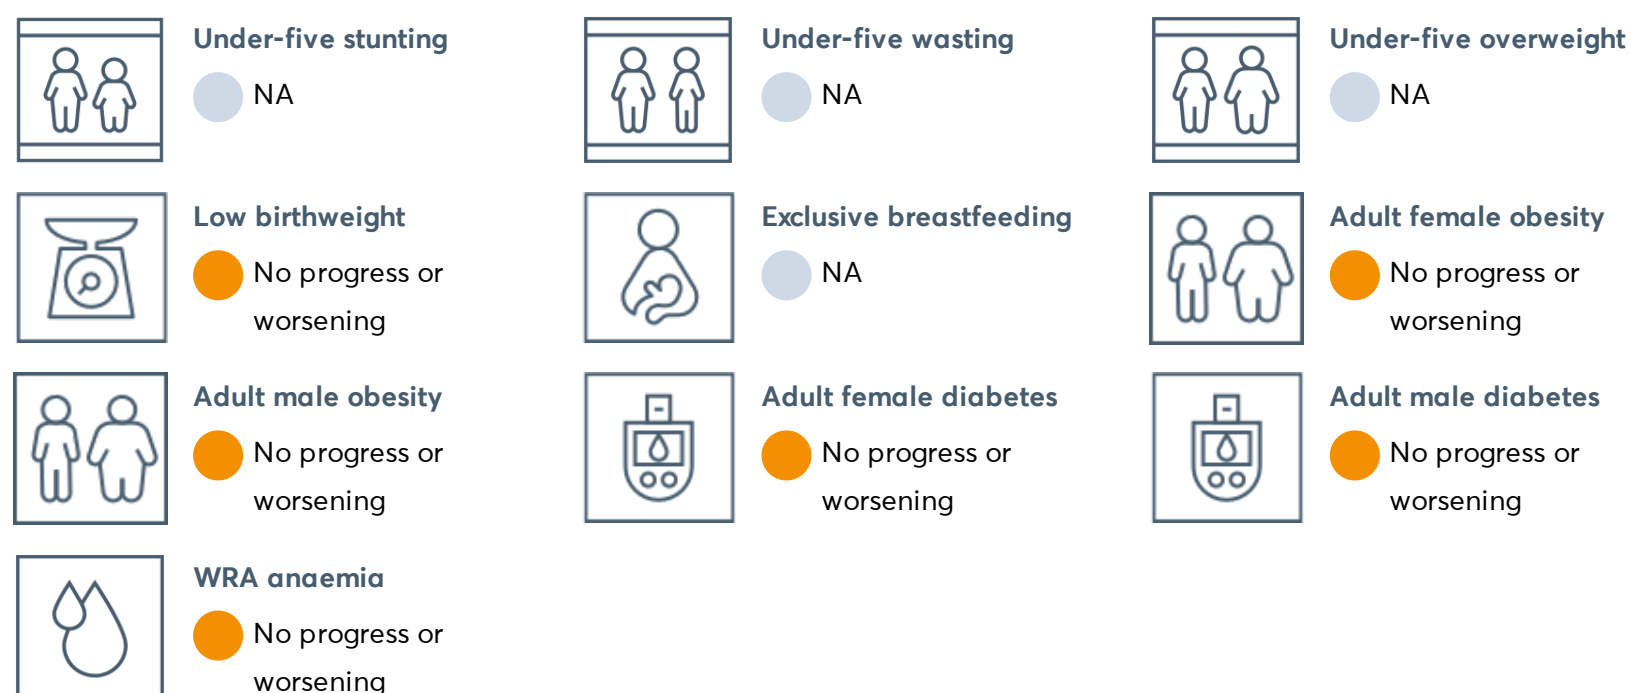 Under-five stunting
NA
Under-five wasting
NA
Under-five overweight
NA
Low birthweight
No progress or
worsening
Exclusive breastfeeding
NA
Adult female obesity
No progress or
worsening
Adult male obesity
No progress or
worsening
Adult female diabetes
No progress or
worsening
Adult male diabetes
No progress or
worsening
WRA anaemia
No progress or
worsening